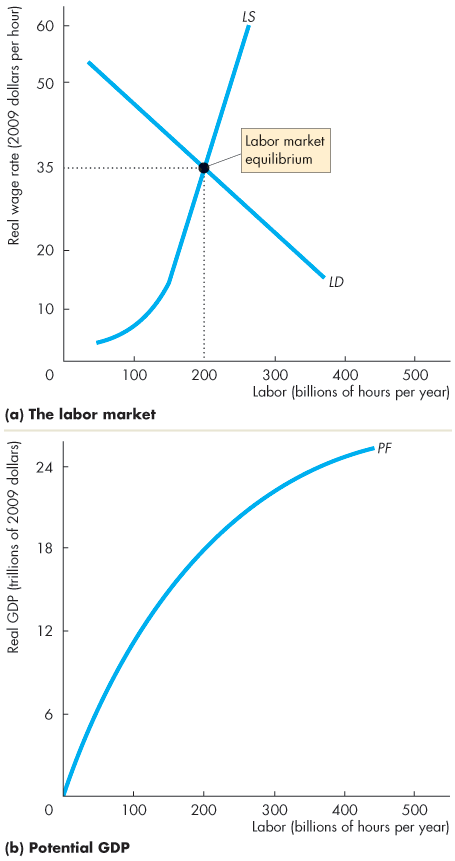 Real wage rate (2009 dollars per hour)
60
50
35
20
10
0
100
200
300
400
500
LS
Labor market
equilibrium
LD
Labor (billions of hours per year)
(a) The labor market
Real GDP (trillions of 2009 dollars)
24
18
12
6
0
100
200
300
400
500
PF
Labor (billions of hours per year)
(b) Potential GDP